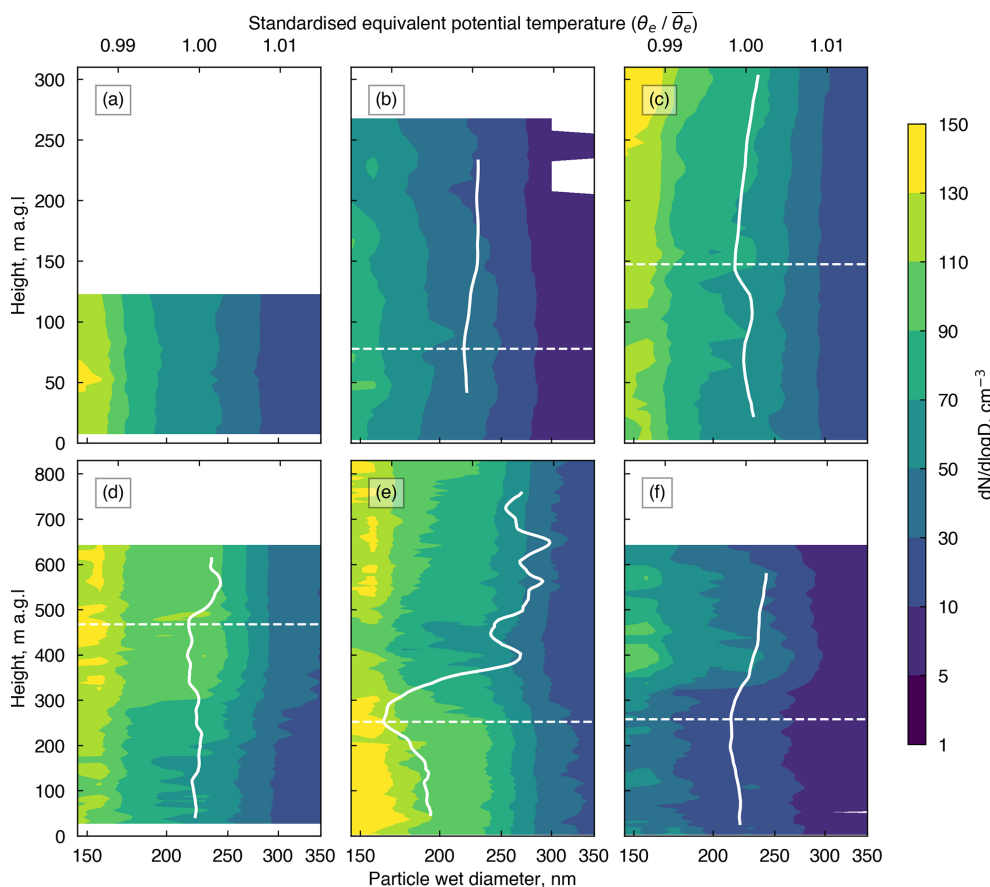 Standardised equivalent potential temperature (θₑ / θₑ‾)
0.99 1.00 1.01 0.99 1.00 1.01
300 (a) (b) (c)
250
200
150
100
50
0
Height, m a.g.l
150
130
110
90
70
50
30
10
5
1
dN/dlogD, cm⁻³
800 (d) (e) (f)
700
600
500
400
300
200
100
0
Height, m a.g.l
150 200 250 300 350 150 200 250 300 350 150 200 250 300 350
Particle wet diameter, nm